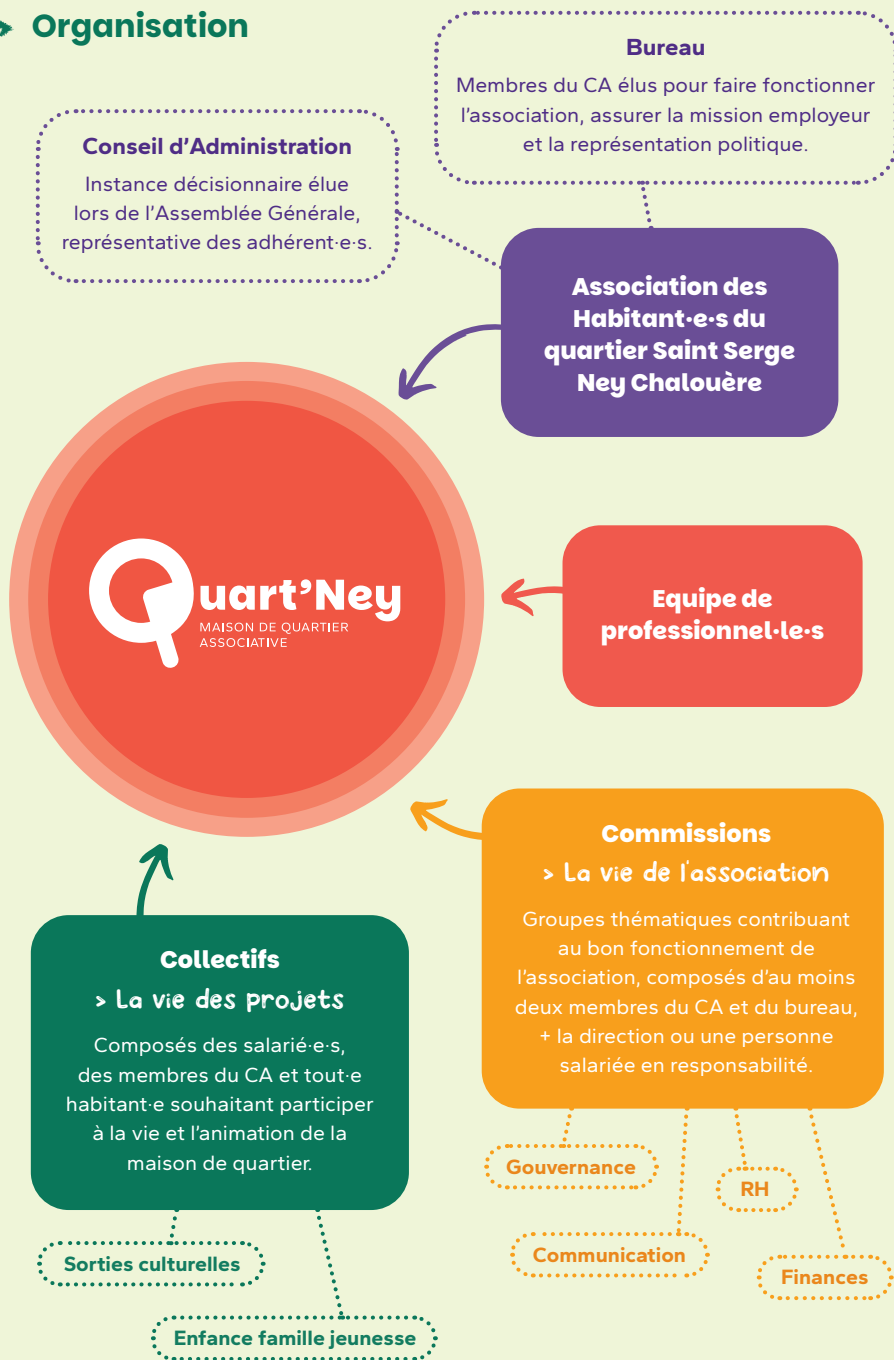 Organisation
Bureau
Membres du CA élus pour faire fonctionner
l'association, assurer la mission employeur
et la représentation politique.
Conseil d'Administration
Instance décisionnaire élue
lors de l'Assemblée Générale,
représentative des adhérent·e·s.
Association des
Habitant·e·s du
quartier Saint Serge
Ney Chalouère
Quart'Ney
MAISON DE QUARTIER
ASSOCIATIVE
Equipe de
professionnel·le·s
Commissions
> La vie de l'association
Groupes thématiques contribuant
au bon fonctionnement de
l'association, composés d'au moins
deux membres du CA et du bureau,
+ la direction ou une personne
salariée en responsabilité.
Gouvernance
RH
Communication
Finances
Collectifs
> La vie des projets
Composés des salarié·e·s,
des membres du CA et tout·e
habitant·e souhaitant participer
à la vie et l'animation de la
maison de quartier.
Sorties culturelles
Enfance famille jeunesse